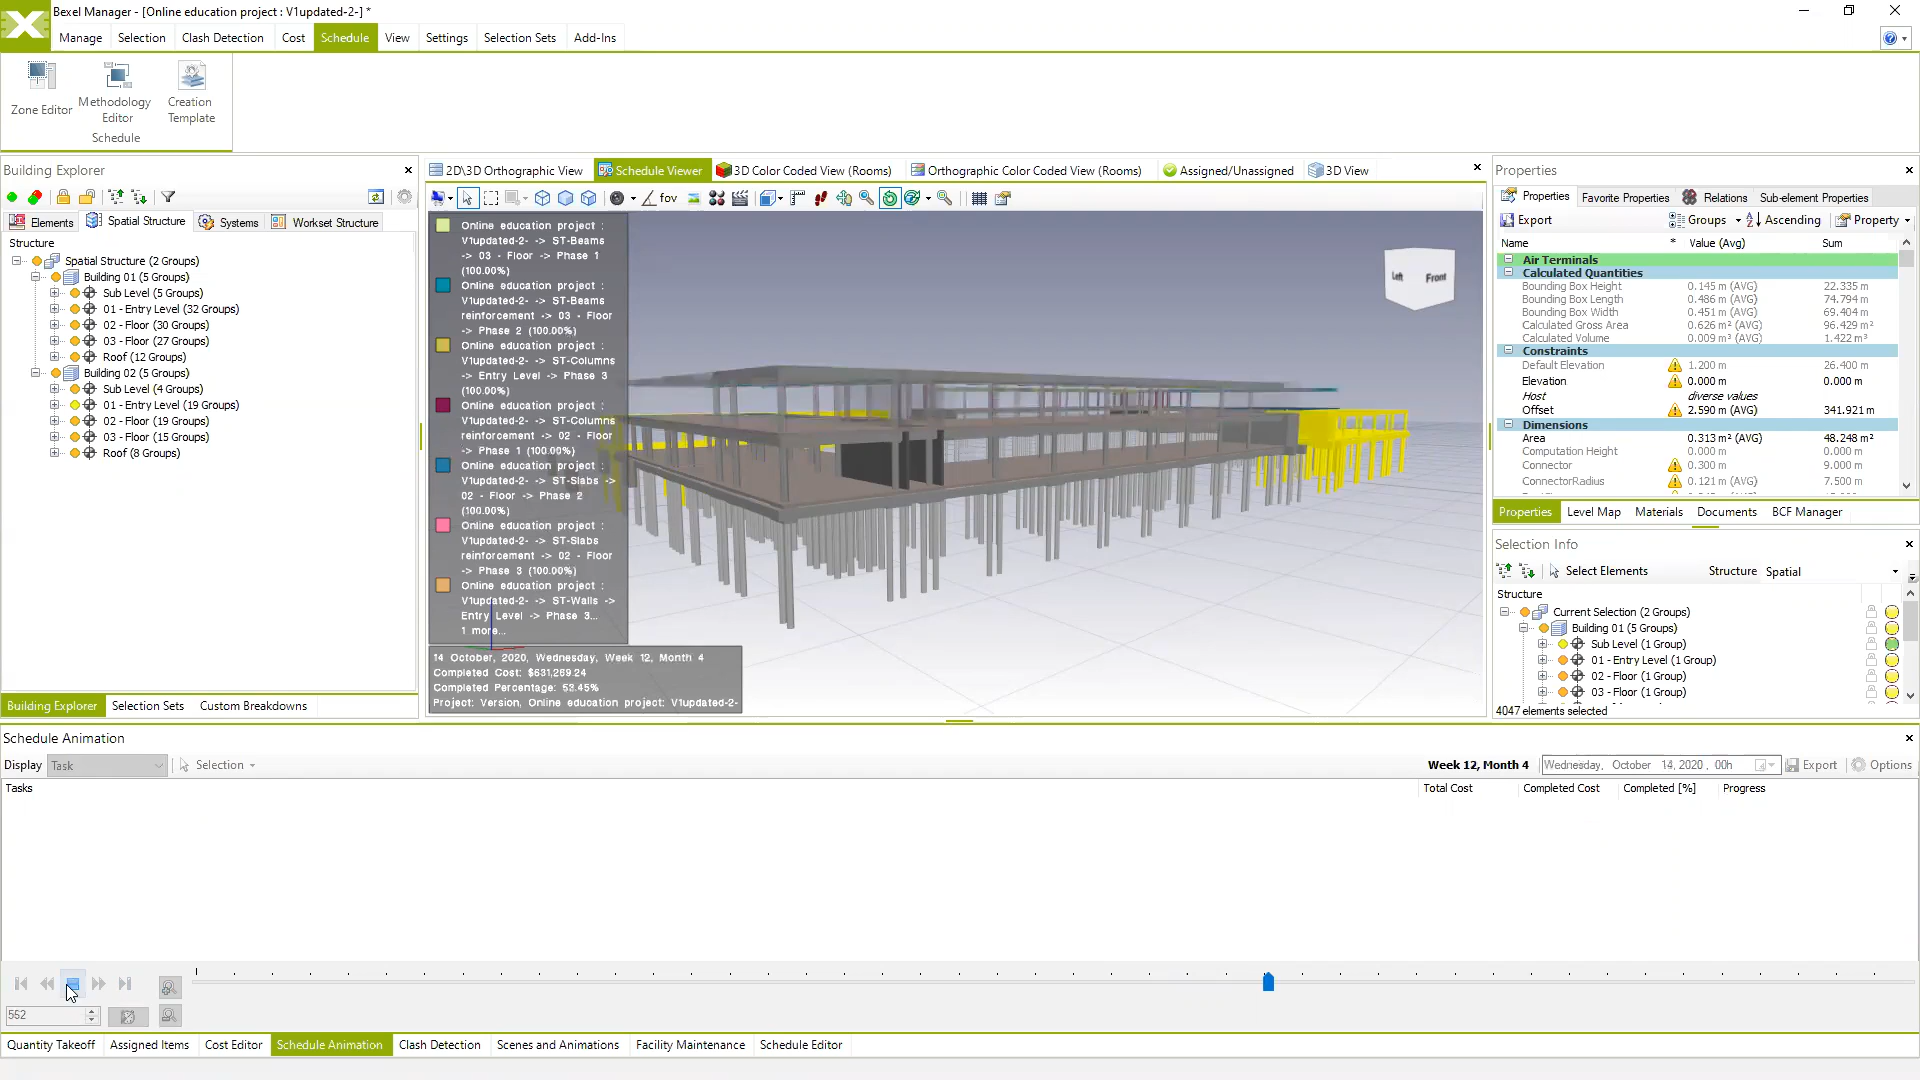 Bexel Manager - [Online education project : V1updated-2-] *
Manage Selection Clash Detection Cost Schedule View Settings Selection Sets Add-Ins
Zone Editor
Methodology Editor
Creation Template
Schedule
Building Explorer
Elements Spatial Structure Systems Workset Structure
Structure
Spatial Structure (2 Groups)
Building 01 (5 Groups)
Sub Level (5 Groups)
01 - Entry Level (32 Groups)
02 - Floor (30 Groups)
03 - Floor (27 Groups)
Roof (12 Groups)
Building 02 (5 Groups)
Sub Level (4 Groups)
01 - Entry Level (19 Groups)
02 - Floor (19 Groups)
03 - Floor (15 Groups)
Roof (8 Groups)
Building Explorer Selection Sets Custom Breakdowns
2D\3D Orthographic View Schedule Viewer 3D Color Coded View (Rooms) Orthographic Color Coded View (Rooms) Assigned/Unassigned 3D View
fov
Online education project :
V1updated-2- -> ST-Beams
-> 03 - Floor -> Phase 1
(100.00%)
Online education project :
V1updated-2- -> ST-Beams
reinforcement -> 03 - Floor
-> Phase 2 (100.00%)
Online education project :
V1updated-2- -> ST-Columns
-> Entry Level -> Phase 3
(100.00%)
Online education project :
V1updated-2- -> ST-Columns
reinforcement -> 02 - Floor
-> Phase 1 (100.00%)
Online education project :
V1updated-2- -> ST-Slabs ->
02 - Floor -> Phase 2
(100.00%)
Online education project :
V1updated-2- -> ST-Slabs
reinforcement -> 02 - Floor
-> Phase 3 (100.00%)
Online education project :
V1updated-2- -> ST-Walls ->
Entry Level -> Phase 3...
1 more...
14 October, 2020, Wednesday, Week 12, Month 4
Completed Cost: $631,269.24
Completed Percentage: 53.45%
Project: Version, Online education project: V1updated-2-
Left Front
Properties
Properties Favorite Properties Relations Sub-element Properties
Export Groups Ascending Property
Name * Value (Avg) Sum
Air Terminals
Calculated Quantities
Bounding Box Height 0.145 m (AVG) 22.335 m
Bounding Box Length 0.486 m (AVG) 74.794 m
Bounding Box Width 0.451 m (AVG) 69.404 m
Calculated Gross Area 0.626 m² (AVG) 96.429 m²
Calculated Volume 0.009 m³ (AVG) 1.422 m³
Constraints
Default Elevation 1.200 m 26.400 m
Elevation 0.000 m 0.000 m
Host diverse values
Offset 2.590 m (AVG) 341.921 m
Dimensions
Area 0.313 m² (AVG) 48.248 m²
Computation Height 0.000 m 0.000 m
Connector 0.300 m 9.000 m
ConnectorRadius 0.121 m (AVG) 7.500 m
Properties Level Map Materials Documents BCF Manager
Selection Info
Select Elements Structure Spatial
Structure
Current Selection (2 Groups)
Building 01 (5 Groups)
Sub Level (1 Group)
01 - Entry Level (1 Group)
02 - Floor (1 Group)
03 - Floor (1 Group)
4047 elements selected
Schedule Animation
Display Task Selection
Week 12, Month 4 Wednesday, October 14, 2020 , 00h Export Options
Tasks Total Cost Completed Cost Completed [%] Progress
552
Quantity Takeoff Assigned Items Cost Editor Schedule Animation Clash Detection Scenes and Animations Facility Maintenance Schedule Editor